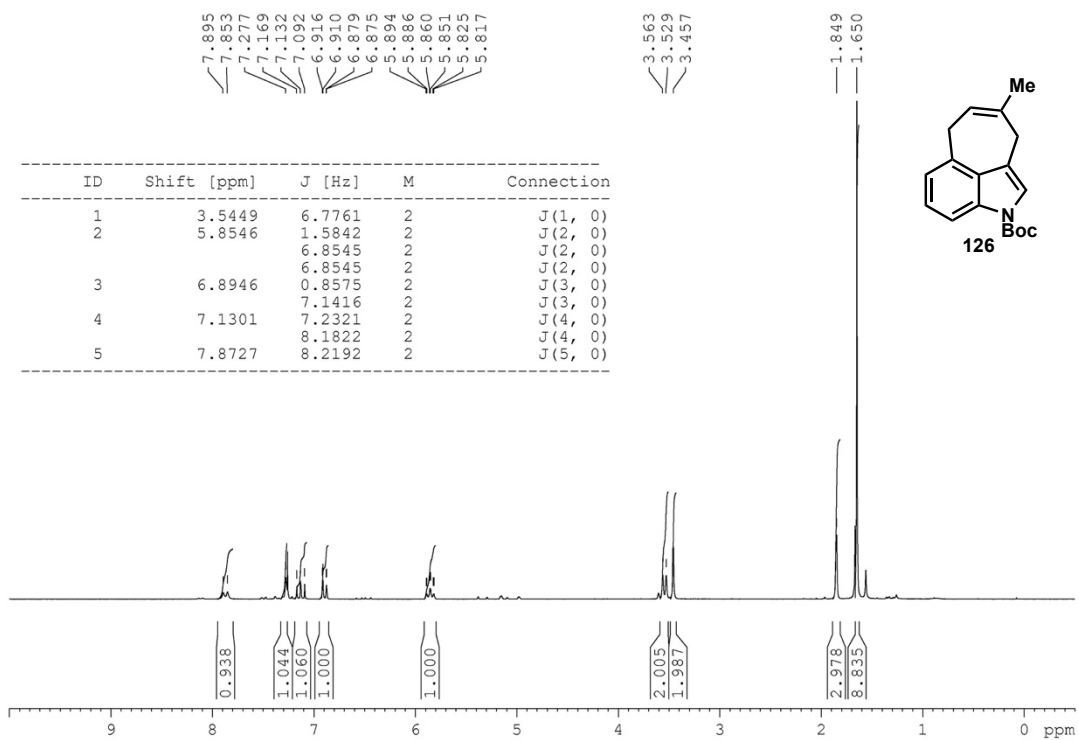 7.895
7.853
7.277
7.169
7.132
7.092
6.916
6.910
6.879
6.875
5.894
5.886
5.860
5.851
5.825
5.817
3.563
3.529
3.457
1.849
1.650
Me
N
Boc
126
ID Shift [ppm] J [Hz] M Connection
1 3.5449 6.7761 2 J(1, 0)
2 5.8546 1.5842 2 J(2, 0)
6.8545 2 J(2, 0)
6.8545 2 J(2, 0)
3 6.8946 0.8575 2 J(3, 0)
7.1416 2 J(3, 0)
4 7.1301 7.2321 2 J(4, 0)
8.1822 2 J(4, 0)
5 7.8727 8.2192 2 J(5, 0)
0.938
1.044
1.060
1.000
1.000
2.005
1.987
2.978
8.835
9 8 7 6 5 4 3 2 1 0 ppm